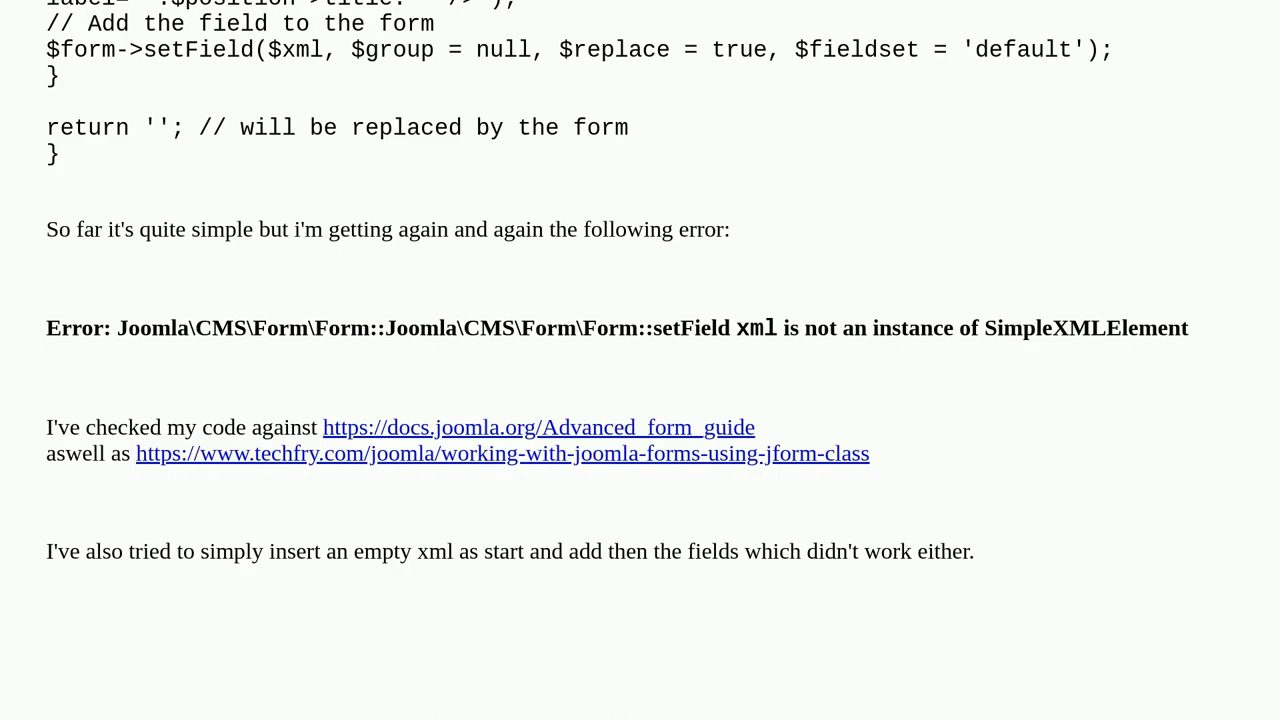 label="'.$position->title.'" />');
// Add the field to the form
$form->setField($xml, $group = null, $replace = true, $fieldset = 'default');
}
return ''; // will be replaced by the form
}
So far it's quite simple but i'm getting again and again the following error:
Error: Joomla\CMS\Form\Form::Joomla\CMS\Form\Form::setField xml is not an instance of SimpleXMLElement
I've checked my code against https://docs.joomla.org/Advanced_form_guide
aswell as https://www.techfry.com/joomla/working-with-joomla-forms-using-jform-class
I've also tried to simply insert an empty xml as start and add then the fields which didn't work either.